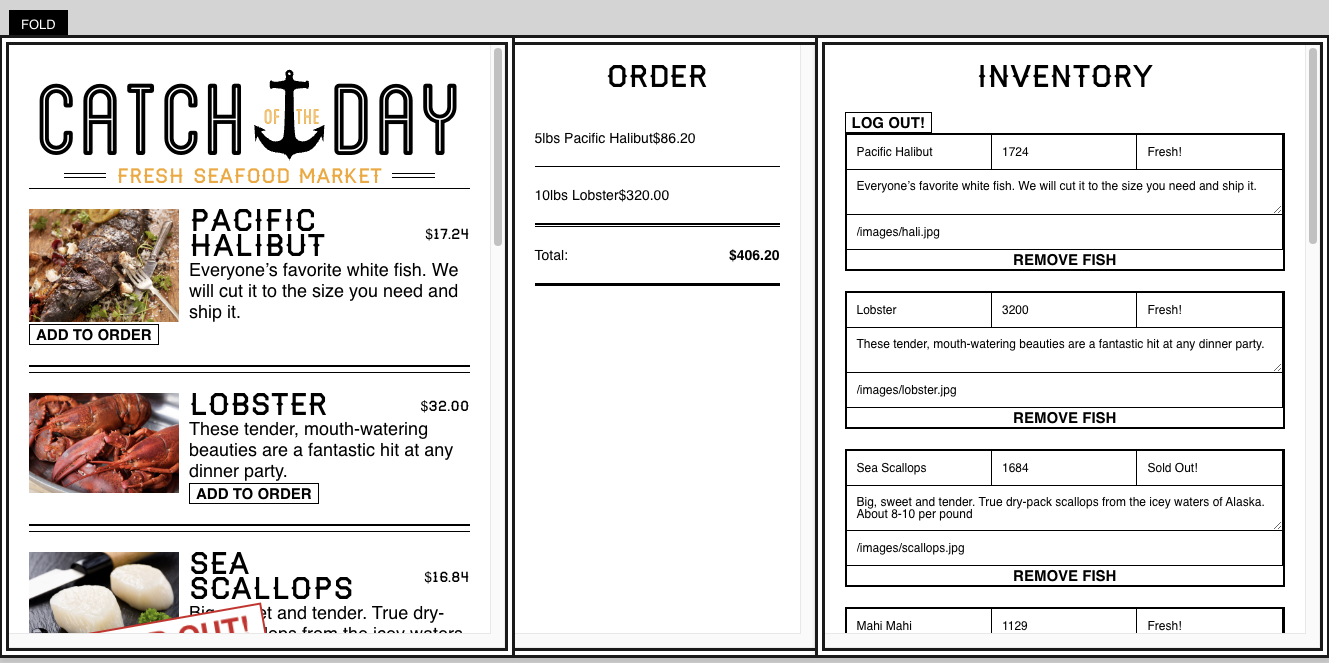 FOLD
CATCH OF THE DAY
FRESH SEAFOOD MARKET
PACIFIC
HALIBUT
$17.24
Everyone’s favorite white fish. We
will cut it to the size you need and
ship it.
ADD TO ORDER
LOBSTER
$32.00
These tender, mouth-watering
beauties are a fantastic hit at any
dinner party.
ADD TO ORDER
SEA
SCALLOPS
$16.84
and tender. True dry-
from the icey waters
OUT!
ORDER
5lbs Pacific Halibut$86.20
10lbs Lobster$320.00
Total: $406.20
INVENTORY
LOG OUT!
Pacific Halibut 1724 Fresh!
Everyone’s favorite white fish. We will cut it to the size you need and ship it.
/images/hali.jpg
REMOVE FISH
Lobster 3200 Fresh!
These tender, mouth-watering beauties are a fantastic hit at any dinner party.
/images/lobster.jpg
REMOVE FISH
Sea Scallops 1684 Sold Out!
Big, sweet and tender. True dry-pack scallops from the icey waters of Alaska.
About 8-10 per pound
/images/scallops.jpg
REMOVE FISH
Mahi Mahi 1129 Fresh!